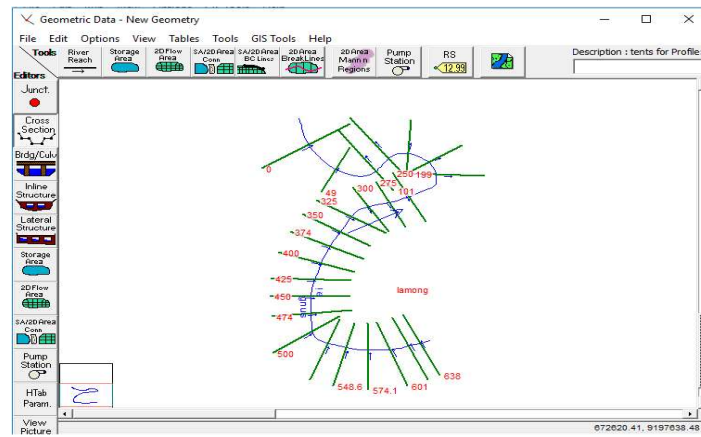 Geometric Data - New Geometry
File Edit Options View Tables Tools GIS Tools Help
Tools
Editors
River
Reach
Storage
Area
2D Flow
Area
SA/2D Area
Conn
SA/2D Area
BC Lines
2D Area
BreakLines
2D Area
Mann n
Regions
Pump
Station
RS
12.99
Description : tents for Profile:
Junct.
Cross
Section
Brdg/Culv
Inline
Structure
Lateral
Structure
Storage
Area
2D Flow
Area
SA/2D Area
Conn
Pump
Station
HTab
Param.
View
Picture
0
49
250
199
275
101
300
325
350
374
400
425
450
474
500
548.6
574.1
601
638
lamong
672620.41, 9197638.48